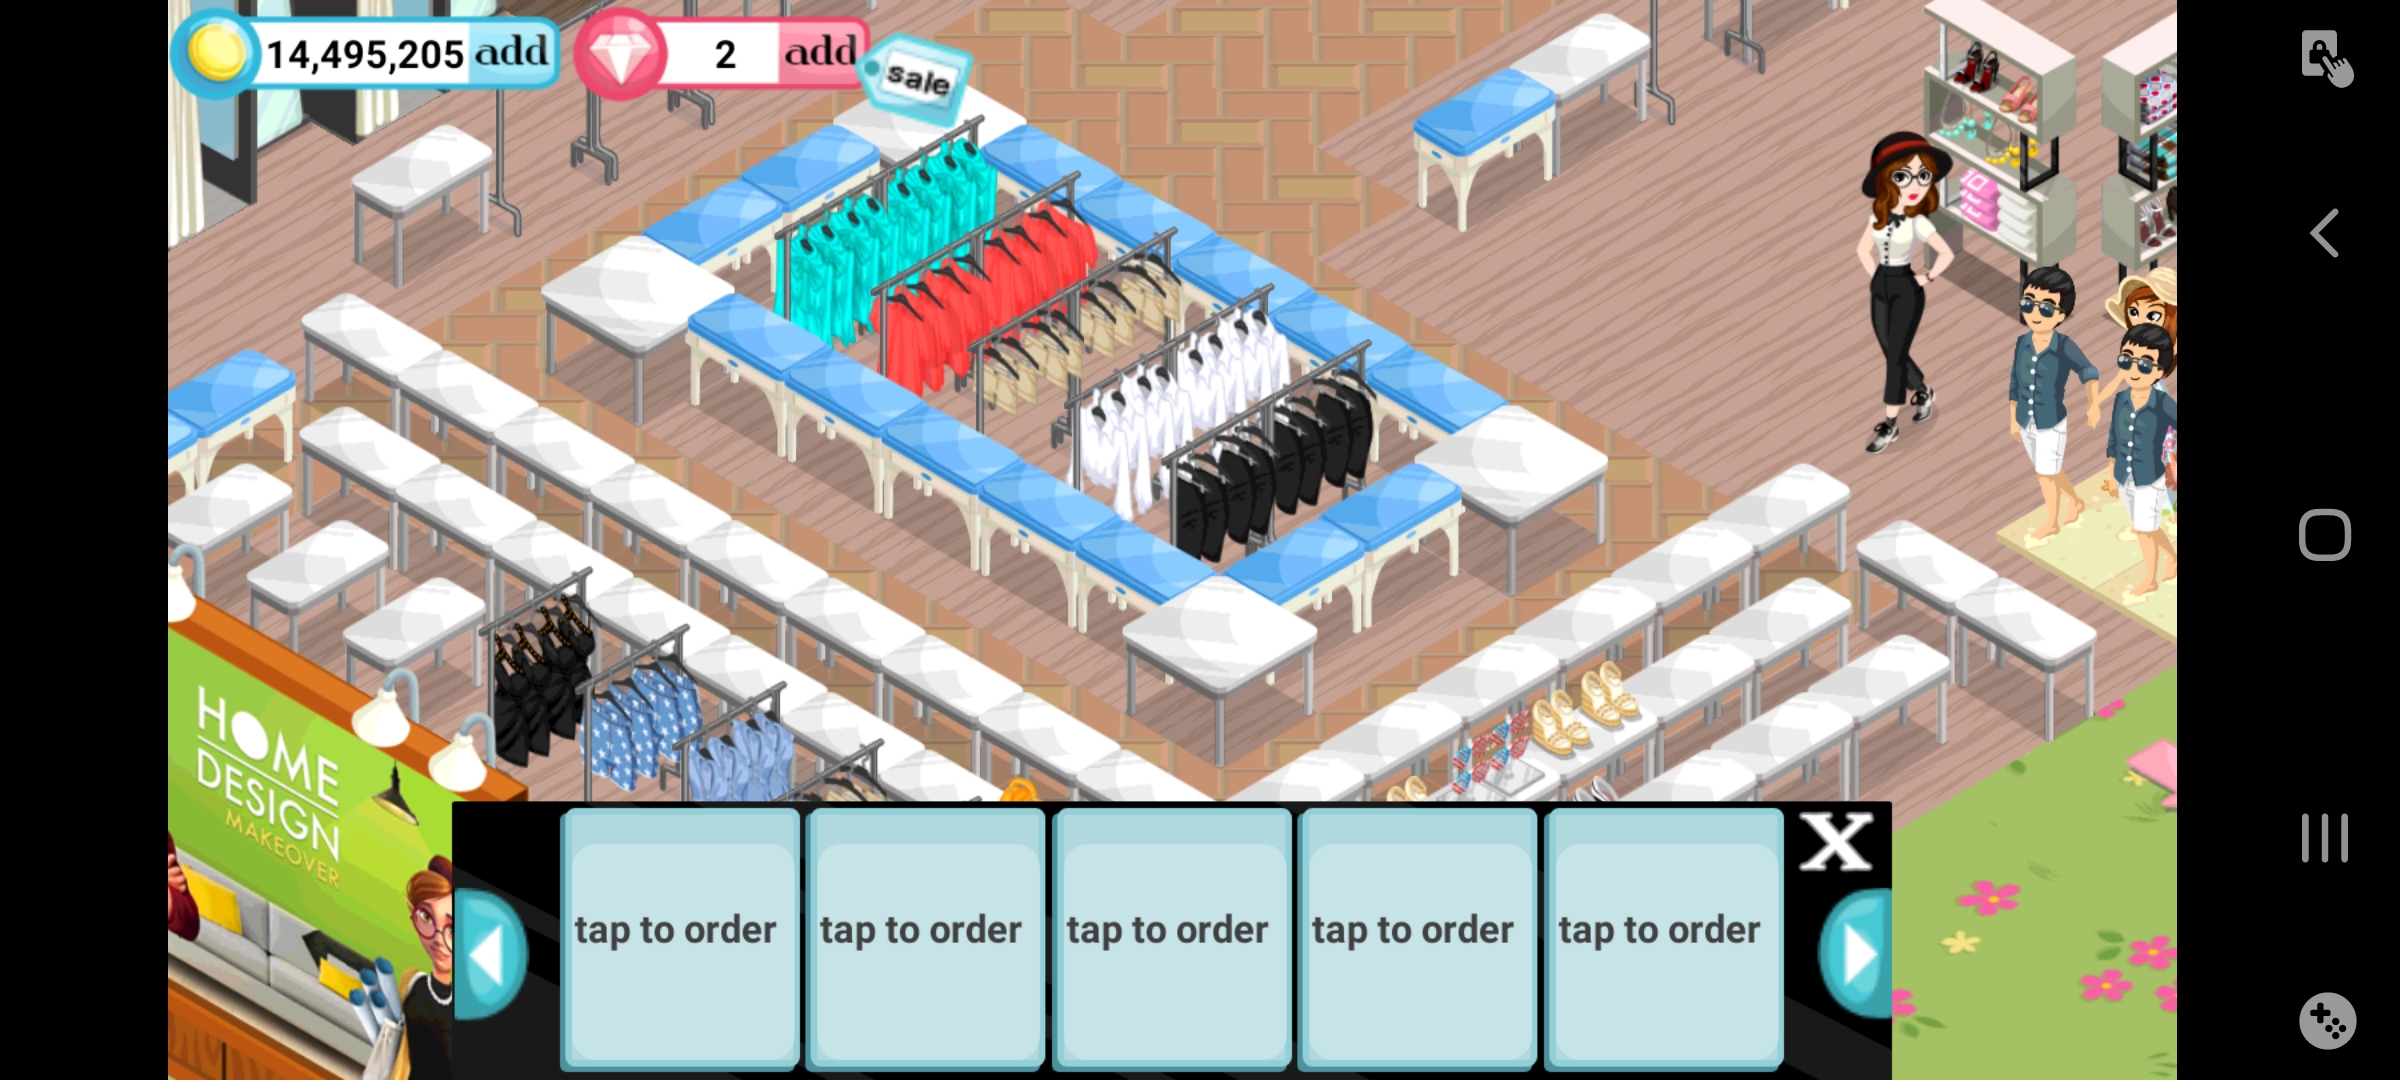 14,495,205 add
2 add
sale
HOME
DESIGN
MAKEOVER
X
tap to order
tap to order
tap to order
tap to order
tap to order